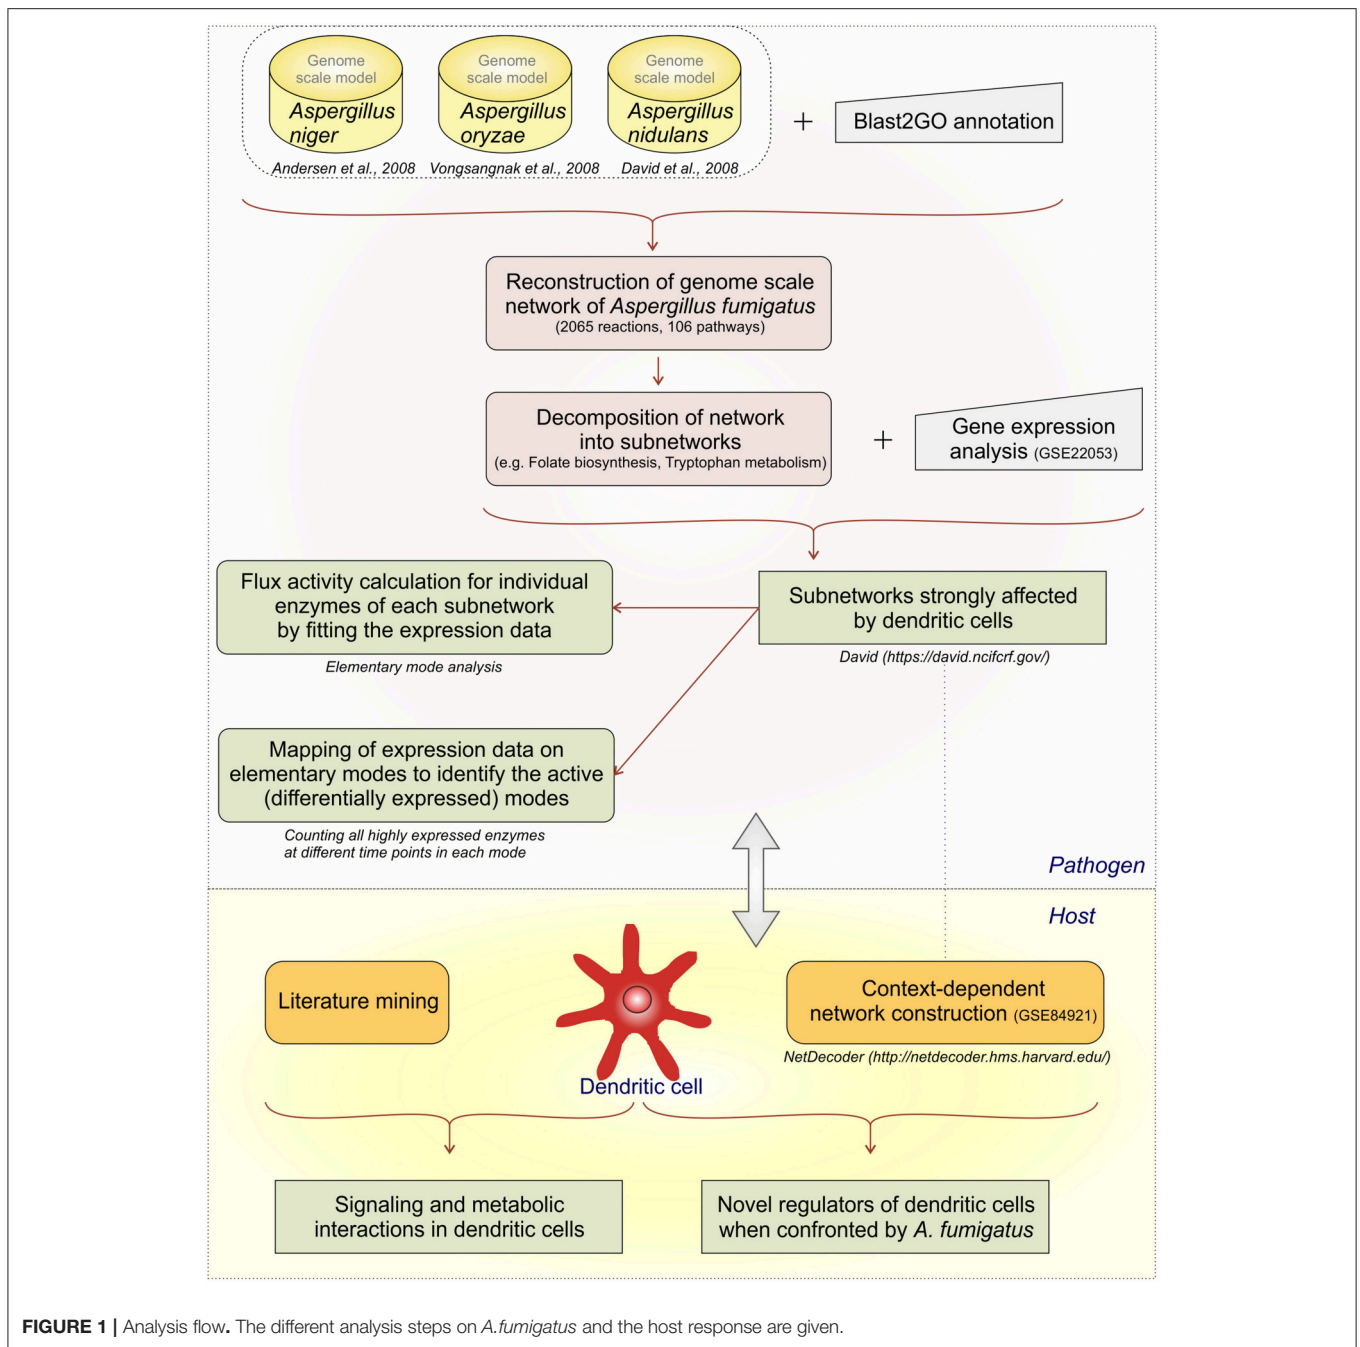 Genome
scale model
Aspergillus
niger
Andersen et al., 2008
Genome
scale model
Aspergillus
oryzae
Vongsangnak et al., 2008
Genome
scale model
Aspergillus
nidulans
David et al., 2008
+
Blast2GO annotation
Reconstruction of genome scale
network of Aspergillus fumigatus
(2065 reactions, 106 pathways)
Decomposition of network
into subnetworks
(e.g. Folate biosynthesis, Tryptophan metabolism)
+
Gene expression
analysis (GSE22053)
Flux activity calculation for individual
enzymes of each subnetwork
by fitting the expression data
Elementary mode analysis
Subnetworks strongly affected
by dendritic cells
David (https://david.ncifcrf.gov/)
Mapping of expression data on
elementary modes to identify the active
(differentially expressed) modes
Counting all highly expressed enzymes
at different time points in each mode
Pathogen
Host
Literature mining
Dendritic cell
Context-dependent
network construction (GSE84921)
NetDecoder (http://netdecoder.hms.harvard.edu/)
Signaling and metabolic
interactions in dendritic cells
Novel regulators of dendritic cells
when confronted by A. fumigatus
FIGURE 1 | Analysis flow. The different analysis steps on A.fumigatus and the host response are given.